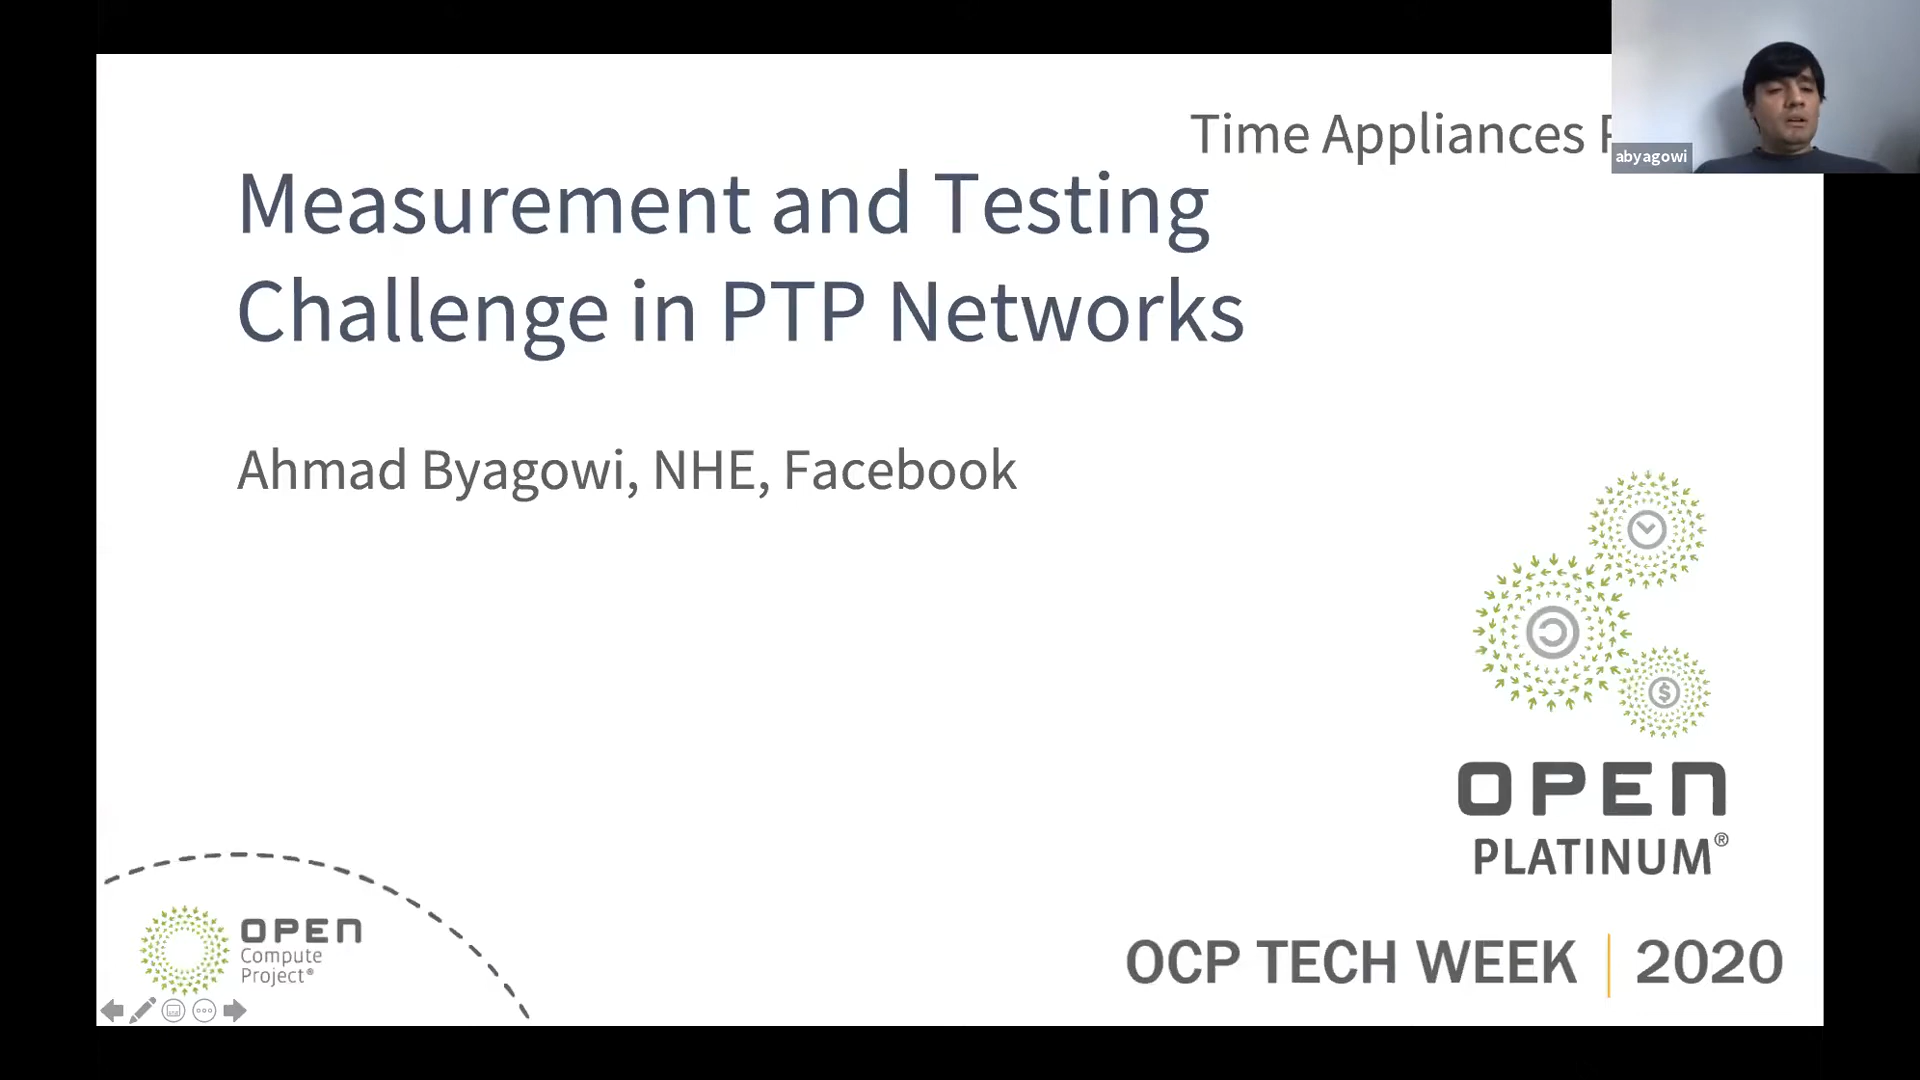 Time Appliances
abyagowi
Measurement and Testing
Challenge in PTP Networks
Ahmad Byagowi, NHE, Facebook
OPEN
PLATINUM®
OPEN
Compute
Project®
OCP TECH WEEK | 2020